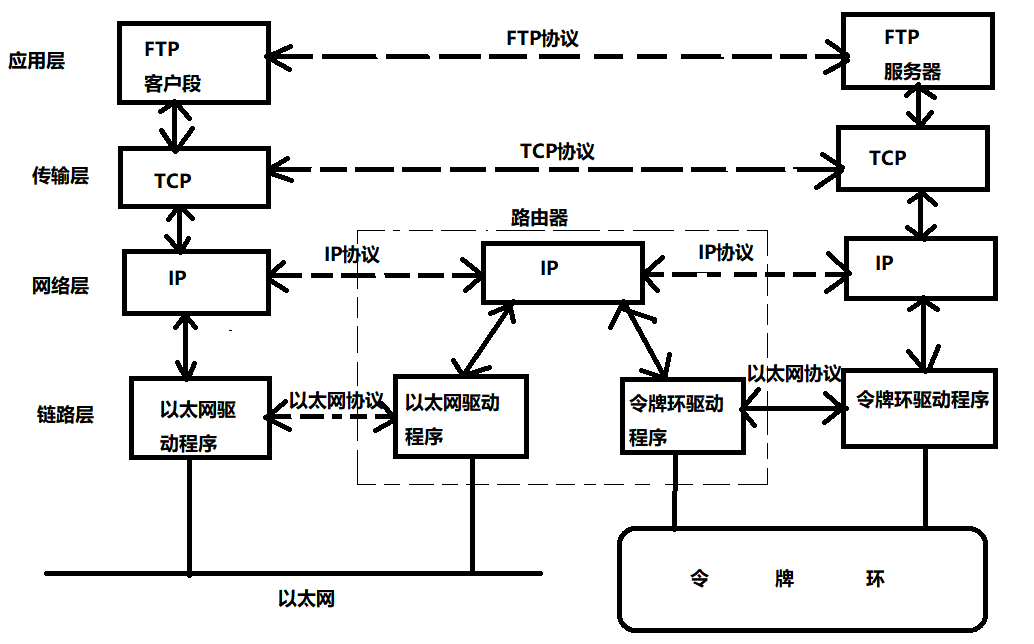 应用层
FTP
客户段
FTP协议
FTP
服务器
传输层
TCP
TCP协议
TCP
路由器
网络层
IP
IP协议
IP
IP协议
IP
链路层
以太网驱
动程序
以太网协议
以太网驱动
程序
令牌环驱动
程序
以太网协议
令牌环驱动程序
以太网
令 牌 环